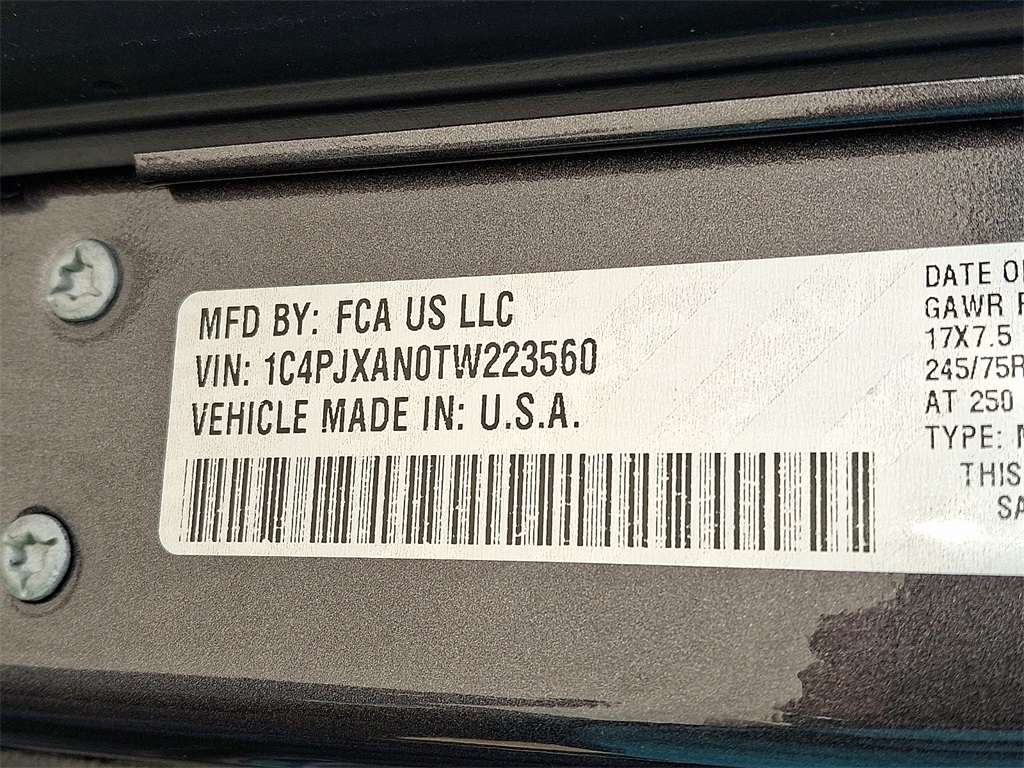 MFD BY: FCA US LLC
VIN: 1C4PJXAN0TW223560
VEHICLE MADE IN: U.S.A.
DATE O
GAWR
17X7.5
245/75R
AT 250
TYPE:
THIS
SA